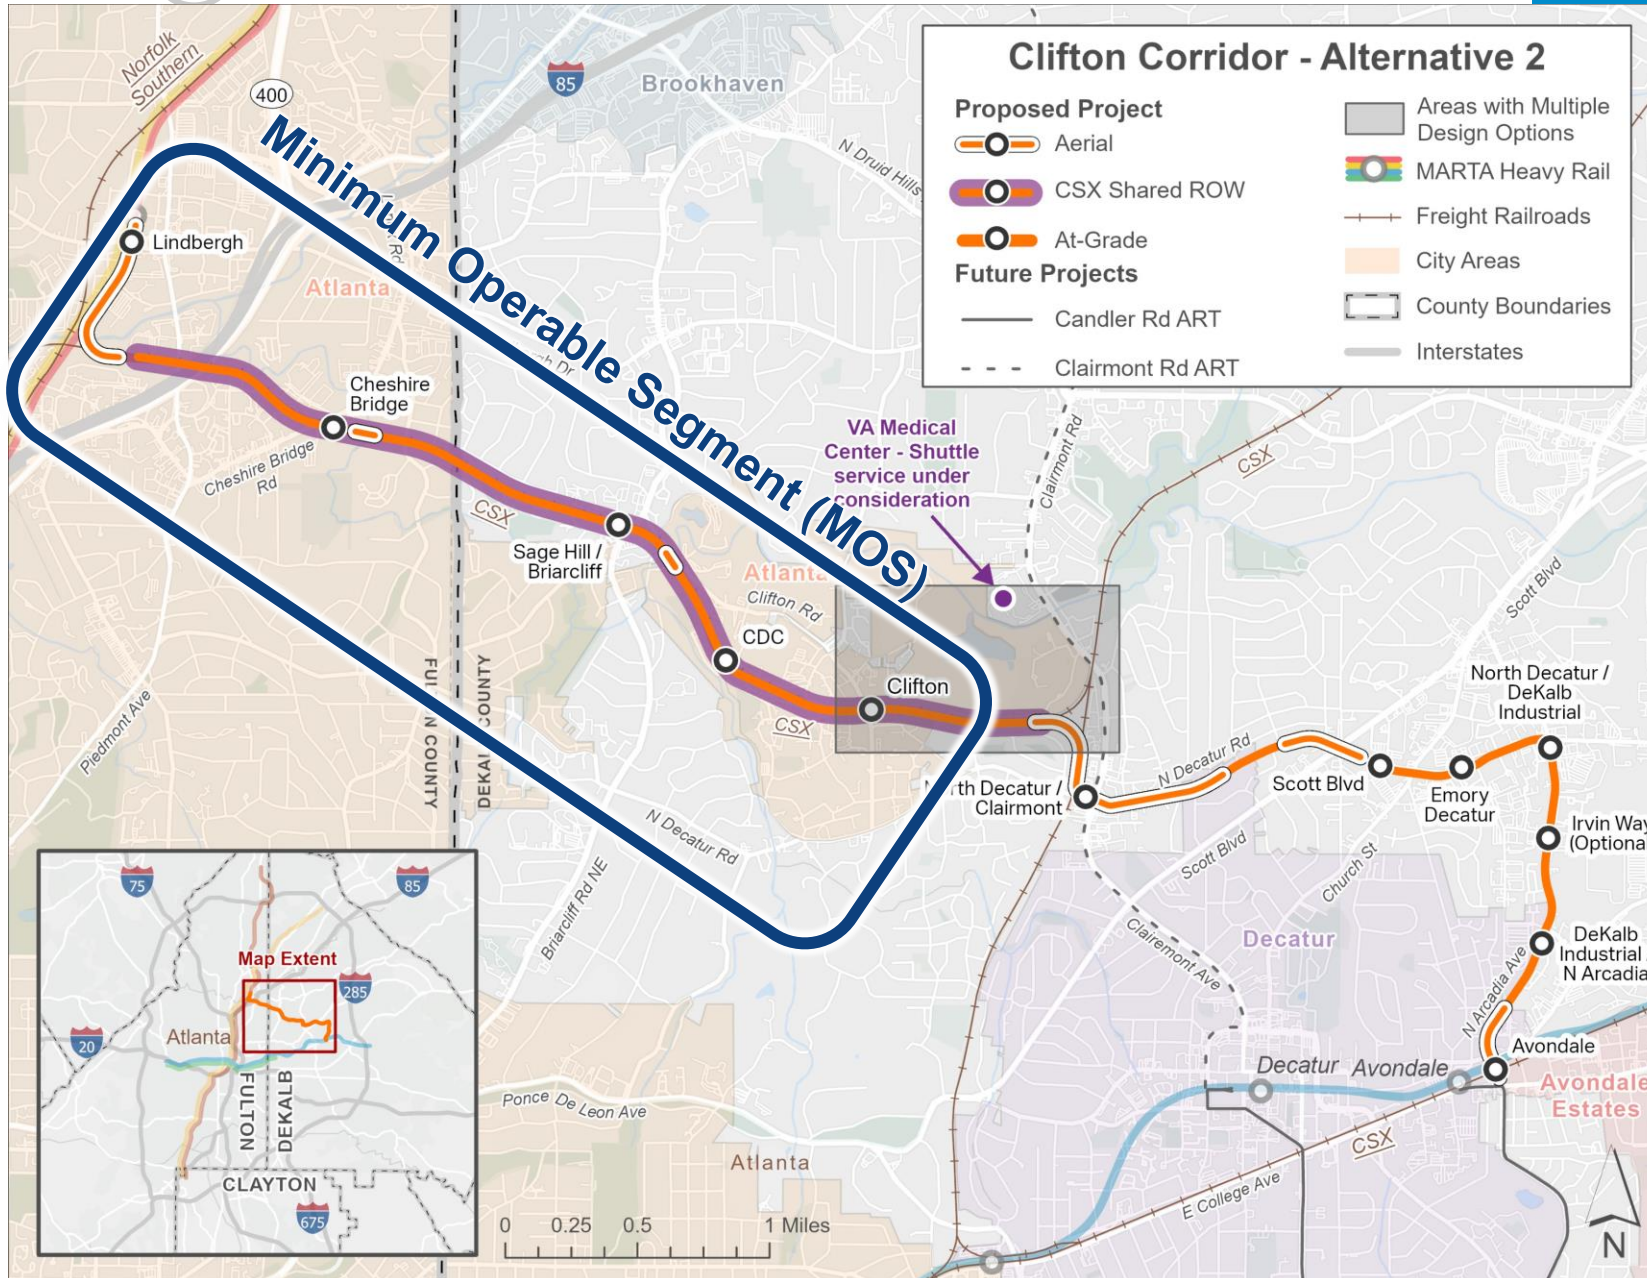 Clifton Corridor - Alternative 2
Proposed Project
Aerial
CSX Shared ROW
At-Grade
Future Projects
Candler Rd ART
Clairmont Rd ART
Areas with Multiple
Design Options
MARTA Heavy Rail
Freight Railroads
City Areas
County Boundaries
Interstates
Norfolk
Southern
400
85
Brookhaven
N Druid Hills
Minimum Operable Segment (MOS)
Lindbergh
Atlanta
Rd
Dr
Cheshire
Bridge
Cheshire Bridge
Rd
CSX
VA Medical
Center - Shuttle
service under
consideration
Clairmont Rd
CSX
Sage Hill /
Briarcliff
Atlanta
Clifton Rd
CDC
Clifton
CSX
Scott Blvd
North Decatur /
DeKalb
Industrial
Piedmont Ave
COUNTY
COUNTY
Decatur /
Clairmont
N Decatur Rd
Scott Blvd
Emory
Decatur
Irvin Way
(Optiona
N Decatur Rd
Briarcliff Rd NE
Scott Blvd
Church St
Clairemont Ave
Decatur
DeKalb
Industrial
N Arcadia
N Arcadia Ave
Avondale
Decatur
Avondale
Avondale
Estates
Ponce De Leon Ave
Atlanta
CSX
E College Ave
75
85
Map Extent
285
Atlanta
20
FULTON
DEKALB
CLAYTON
675
0 0.25 0.5 1 Miles
N